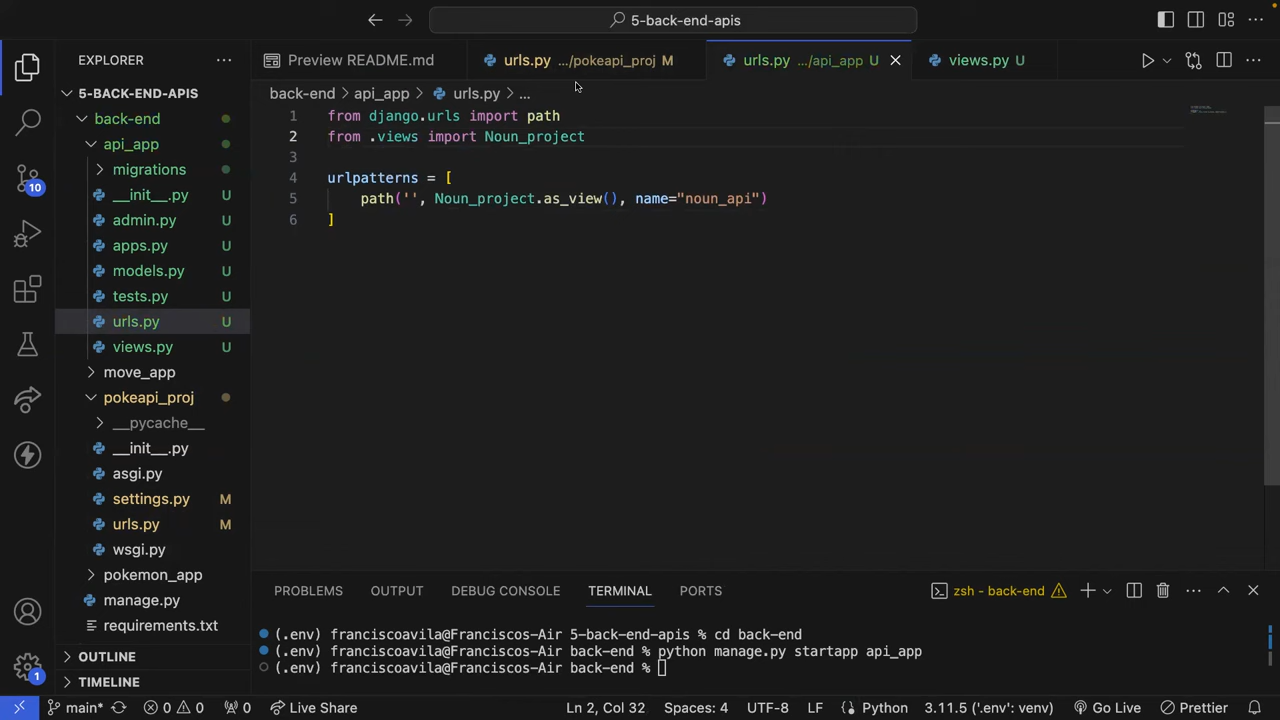 5-back-end-apis
EXPLORER
Preview README.md
urls.py .../pokeapi_proj M
urls.py .../api_app U
views.py U
5-BACK-END-APIS
back-end
api_app
migrations
__init__.py U
admin.py U
apps.py U
models.py U
tests.py U
urls.py U
views.py U
move_app
pokeapi_proj
__pycache__
__init__.py
asgi.py
settings.py M
urls.py M
wsgi.py
pokemon_app
manage.py
requirements.txt
OUTLINE
TIMELINE
10
1
back-end > api_app > urls.py > ...
1 from django.urls import path
2 from .views import Noun_project
3
4 urlpatterns = [
5 path('', Noun_project.as_view(), name="noun_api")
6 ]
PROBLEMS OUTPUT DEBUG CONSOLE TERMINAL PORTS
zsh - back-end
(.env) franciscoavila@Franciscos-Air 5-back-end-apis % cd back-end
(.env) franciscoavila@Franciscos-Air back-end % python manage.py startapp api_app
(.env) franciscoavila@Franciscos-Air back-end %
main* 0 0 0 Live Share Ln 2, Col 32 Spaces: 4 UTF-8 LF Python 3.11.5 ('.env': venv) Go Live Prettier